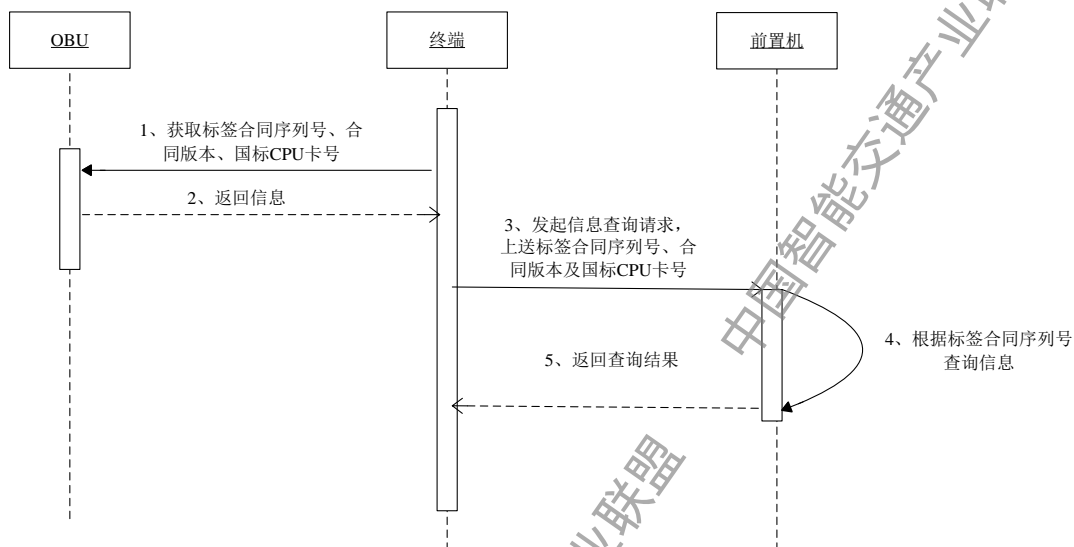 OBU
终端
前置机
1、获取标签合同序列号、合
同版本、国标CPU卡号
2、返回信息
3、发起信息查询请求，
上送标签合同序列号、合
同版本及国标CPU卡号
4、根据标签合同序列号
查询信息
5、返回查询结果
中国智能交通产业联
业联盟